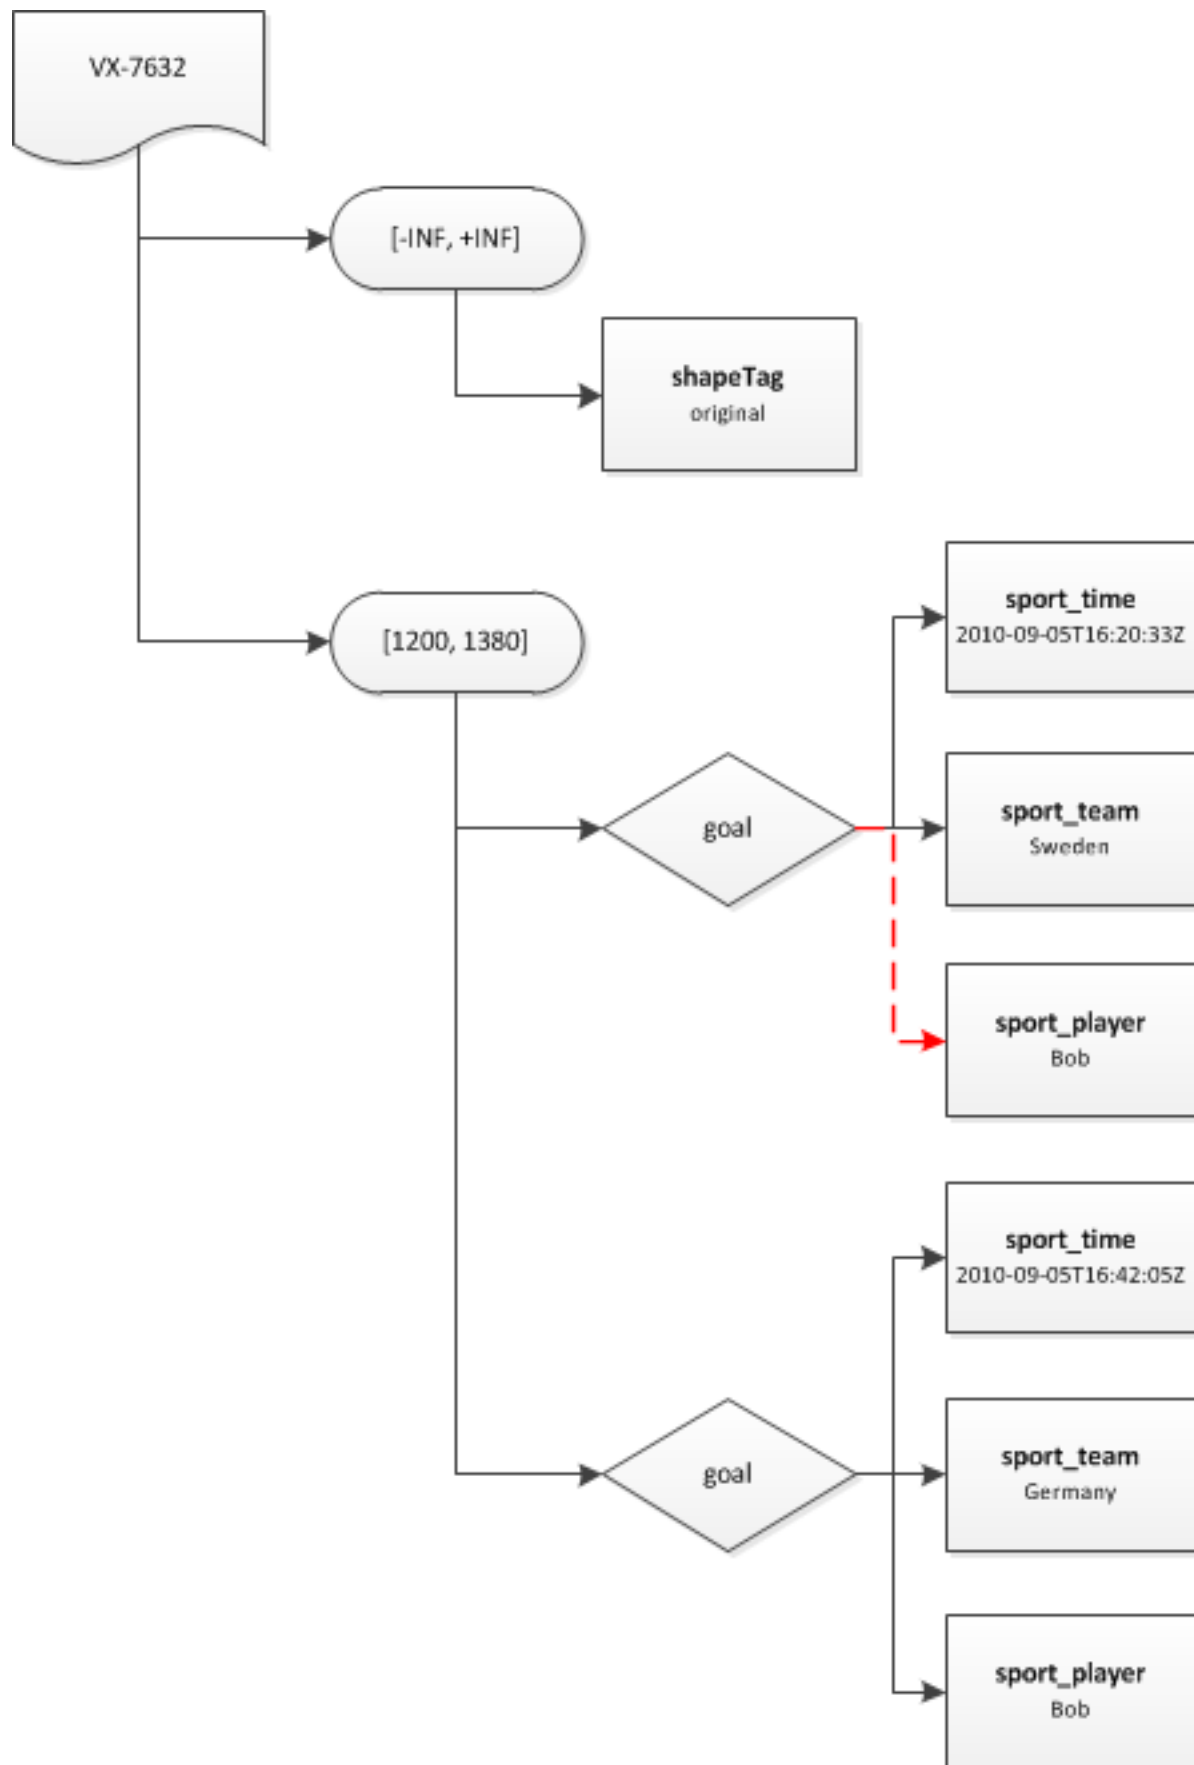 VX-7632
[-INF, +INF]
shapeTag
original
[1200, 1380]
sport_time
2010-09-05T16:20:33Z
goal
sport_team
Sweden
sport_player
Bob
sport_time
2010-09-05T16:42:05Z
goal
sport_team
Germany
sport_player
Bob